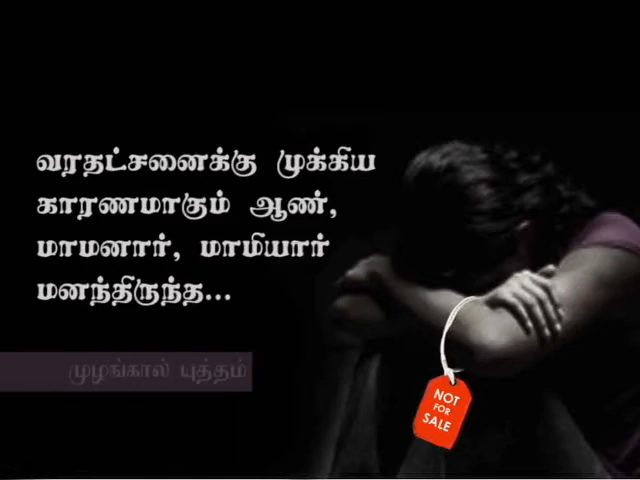 வரதட்சனைக்கு முக்கிய
காரணமாகும் ஆண்,
மாமனார், மாமியார்
மனந்திருந்த...
முழங்கால் யுத்தம்
NOT
FOR
SALE